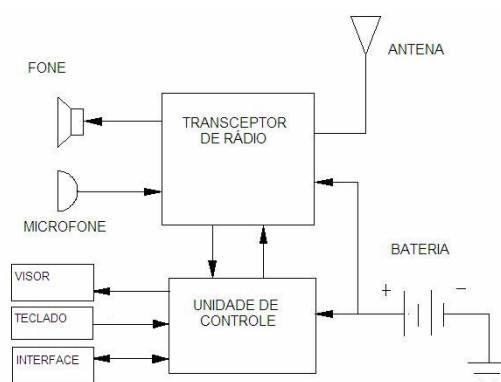 FONE
ANTENA
TRANSCEPTOR
DE RÁDIO
MICROFONE
BATERIA
VISOR
TECLADO
INTERFACE
UNIDADE DE
CONTROLE
+
−